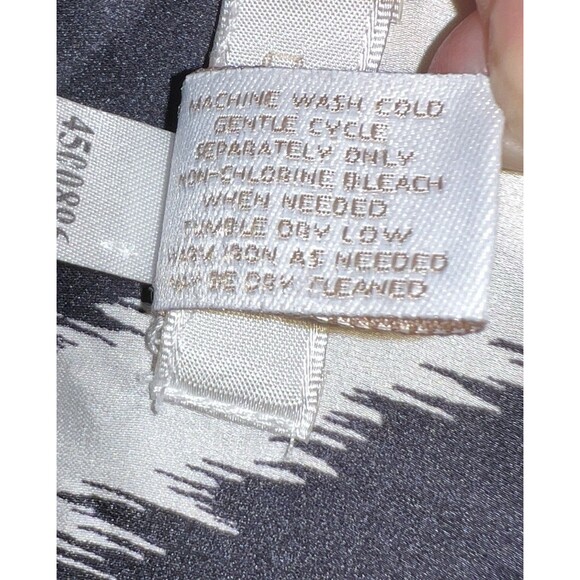 MACHINE WASH COLD
GENTLE CYCLE
SEPARATELY ONLY
NON-CHLORINE BLEACH
WHEN NEEDED
TUMBLE DRY LOW
WARM IRON AS NEEDED
MAY BE DRY CLEANED